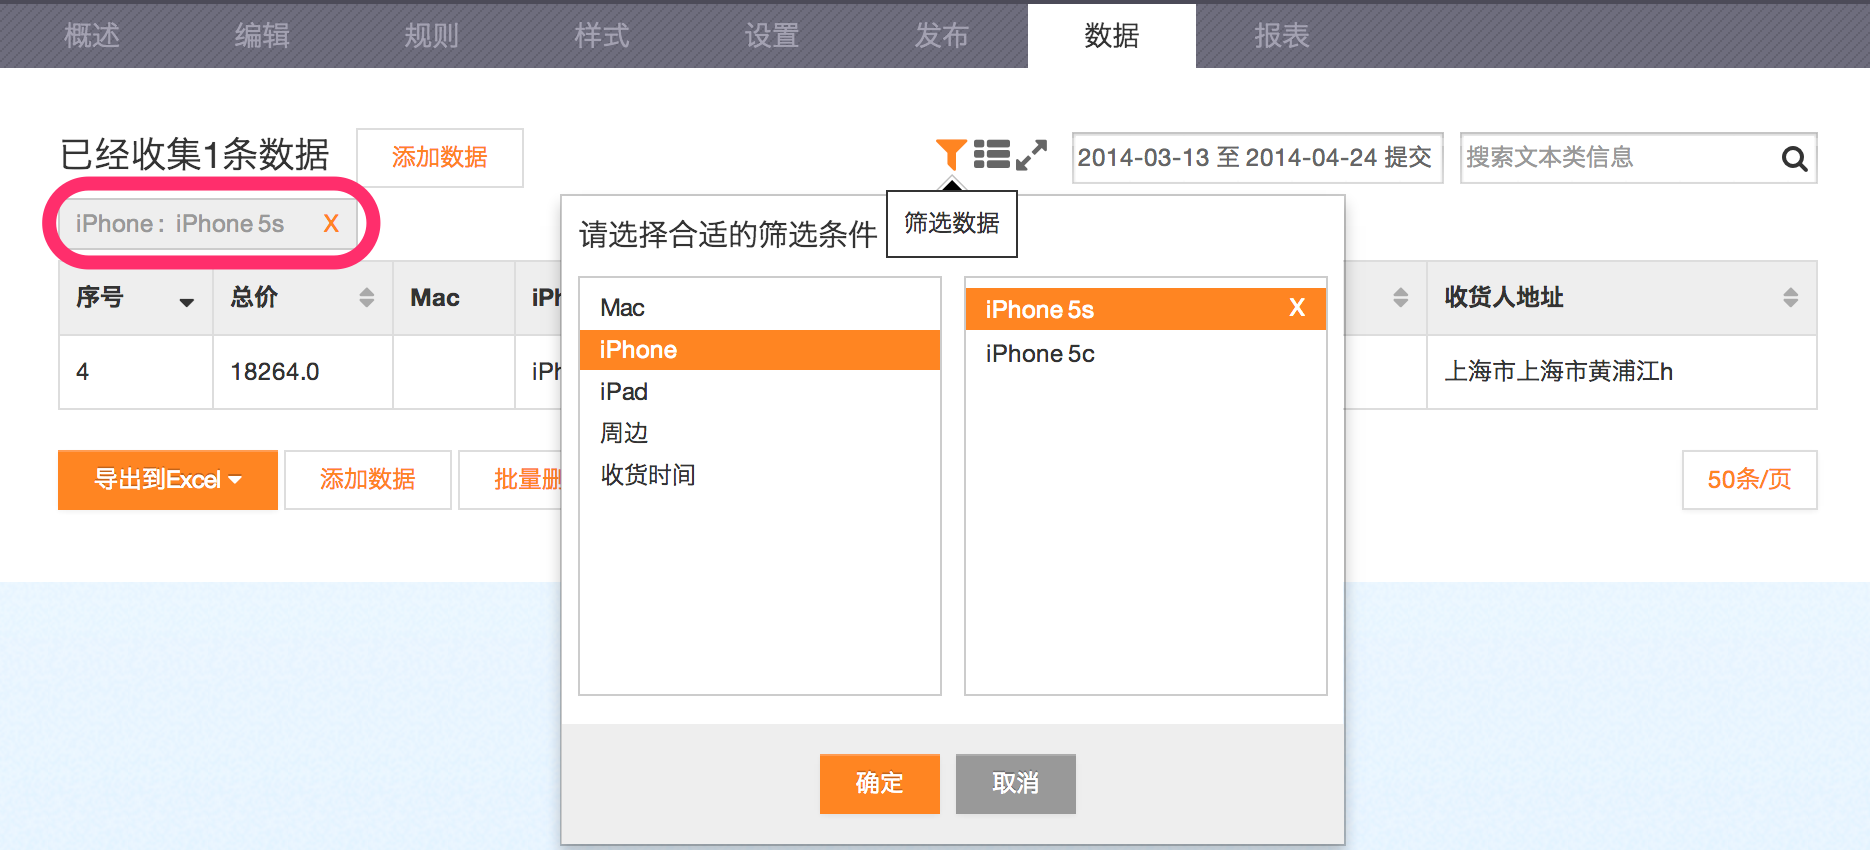 概述 编辑 规则 样式 设置 发布 数据 报表
已经收集1条数据 添加数据 2014-03-13 至 2014-04-24 提交 搜索文本类信息
iPhone : iPhone 5s X
筛选数据
请选择合适的筛选条件
序号 总价 Mac iPh 收货人地址
4 18264.0 iPh 上海市上海市黄浦江h
Mac
iPhone
iPad
周边
收货时间
iPhone 5s X
iPhone 5c
导出到Excel 添加数据 批量删 50条/页
确定 取消